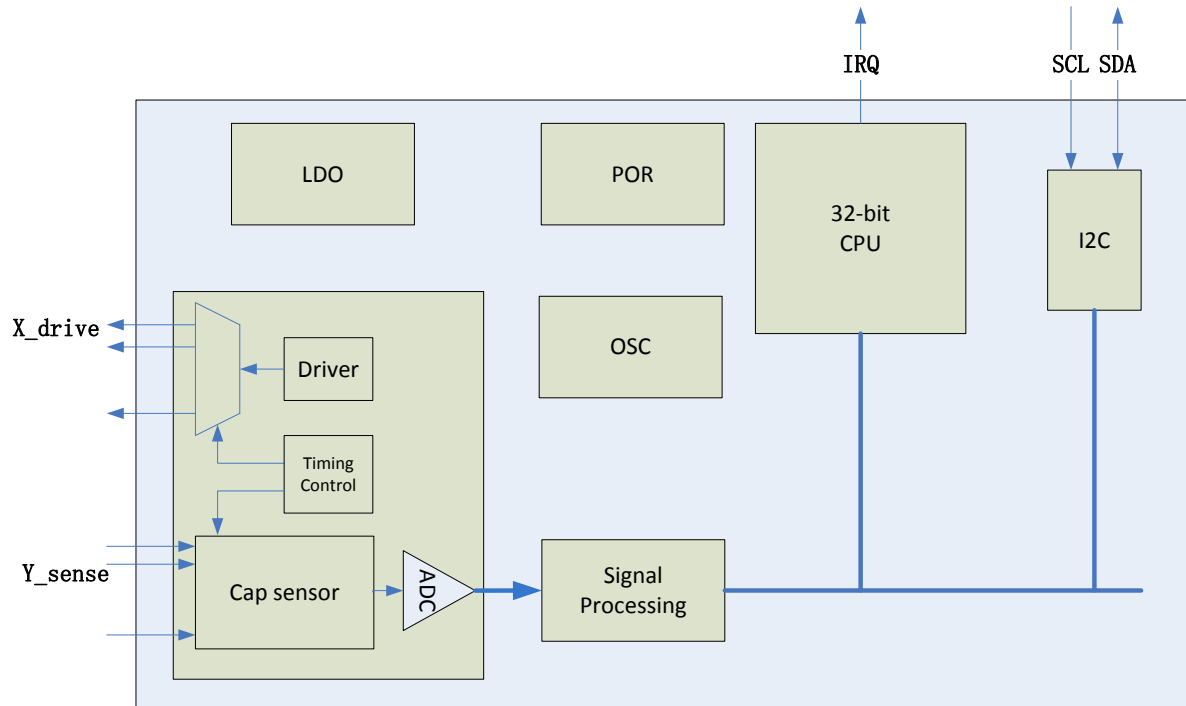 IRQ
SCL SDA
LDO
POR
32-bit
CPU
I2C
X_drive
Driver
OSC
Timing
Control
Y_sense
Cap sensor
ADC
Signal
Processing